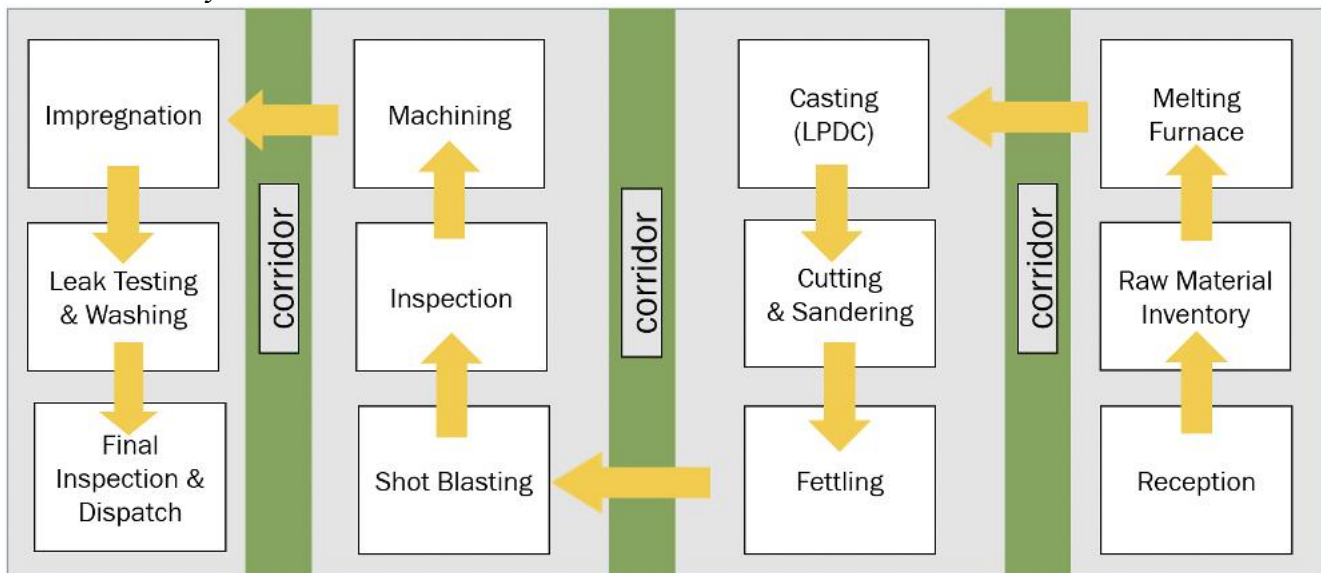 Impregnation
Machining
Casting
(LPDC)
Melting
Furnace
corridor
corridor
corridor
Leak Testing
& Washing
Inspection
Cutting
& Sandering
Raw Material
Inventory
Final
Inspection &
Dispatch
Shot Blasting
Fettling
Reception